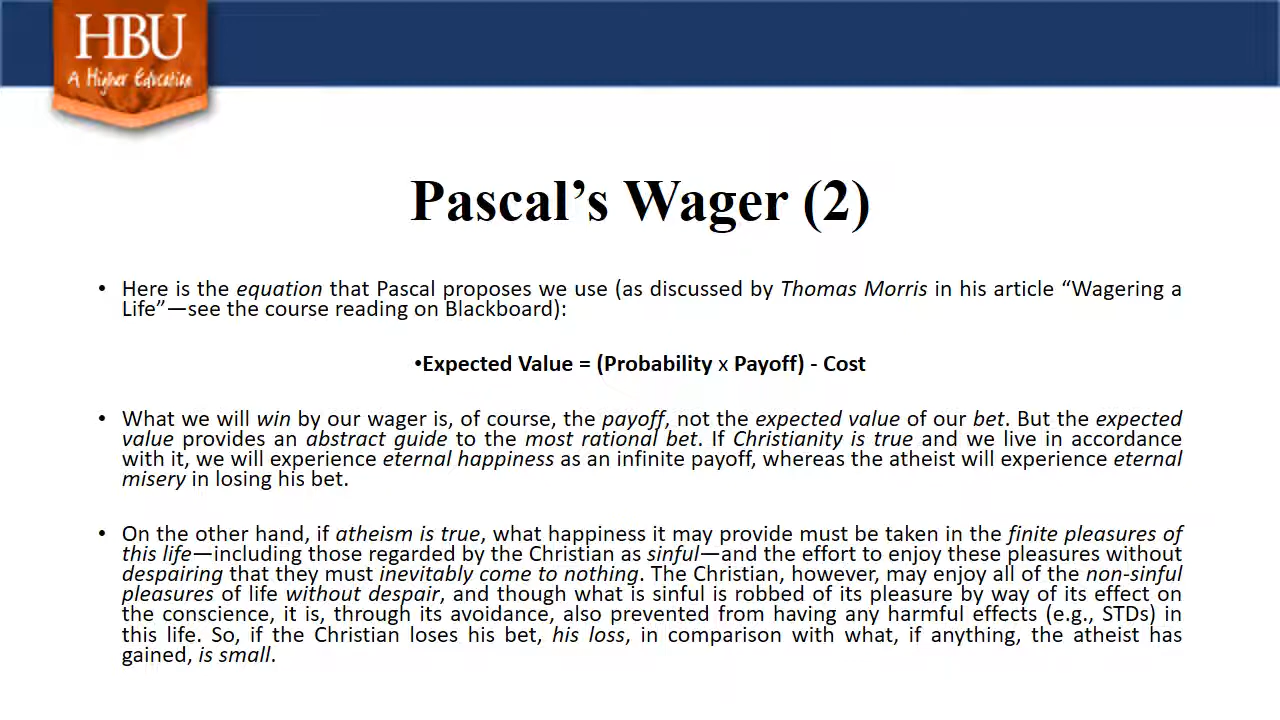 HBU
A Higher Education
Pascal’s Wager (2)
• Here is the equation that Pascal proposes we use (as discussed by Thomas Morris in his article “Wagering a
Life”—see the course reading on Blackboard):
•Expected Value = (Probability x Payoff) - Cost
• What we will win by our wager is, of course, the payoff, not the expected value of our bet. But the expected
value provides an abstract guide to the most rational bet. If Christianity is true and we live in accordance
with it, we will experience eternal happiness as an infinite payoff, whereas the atheist will experience eternal
misery in losing his bet.
• On the other hand, if atheism is true, what happiness it may provide must be taken in the finite pleasures of
this life—including those regarded by the Christian as sinful—and the effort to enjoy these pleasures without
despairing that they must inevitably come to nothing. The Christian, however, may enjoy all of the non-sinful
pleasures of life without despair, and though what is sinful is robbed of its pleasure by way of its effect on
the conscience, it is, through its avoidance, also prevented from having any harmful effects (e.g., STDs) in
this life. So, if the Christian loses his bet, his loss, in comparison with what, if anything, the atheist has
gained, is small.